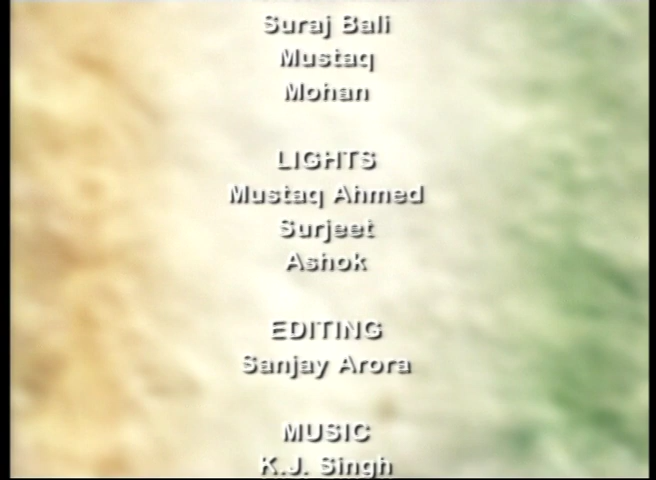 Suraj Bali
Mustaq
Mohan
LIGHTS
Mustaq Ahmed
Surjeet
Ashok
EDITING
Sanjay Arora
MUSIC
K.J. Singh